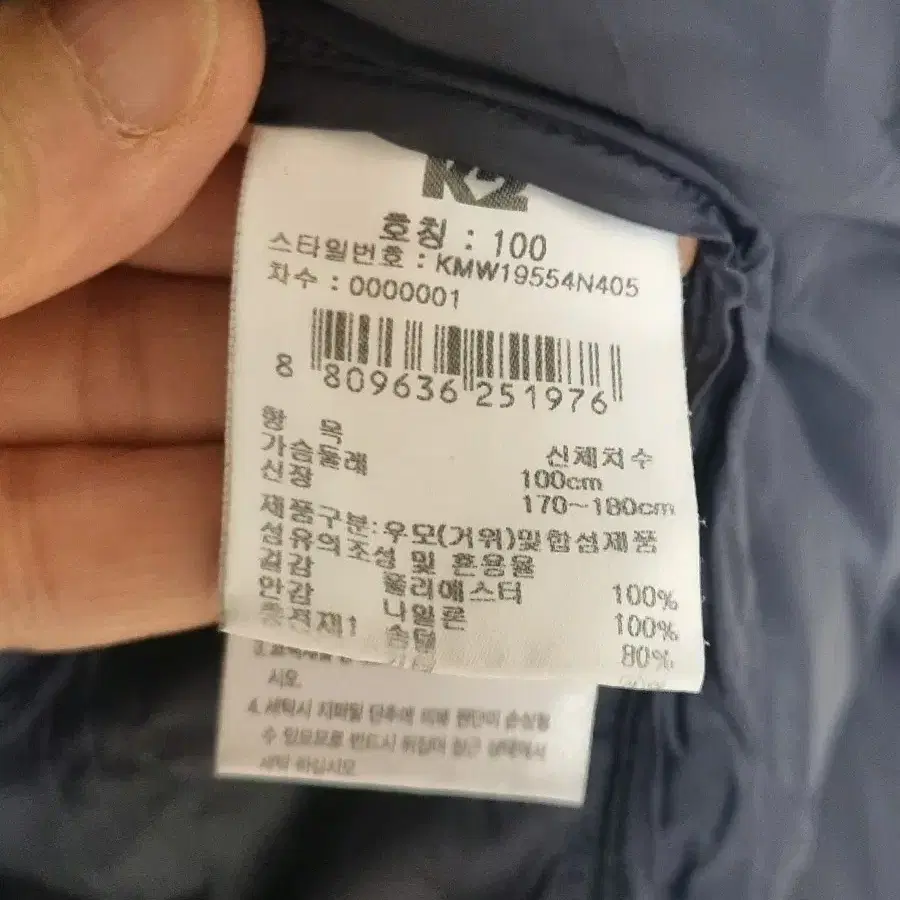 K2
호칭 : 100
스타일번호 : KMW19554N405
차수 : 0000001
8 809636 251976
항 목 신체치수
가슴둘레 100cm
신장 170~180cm
제품구분: 우모(거위)및합섬제품
섬유의 조성 및 혼용율
겉감 폴리에스터 100%
안감 나일론 100%
충전재1 솜털 80%
시오.
4. 세탁시 지퍼및 단추에 의해 원단이 손상될
수 있으므로 반드시 뒤집어 잠근 상태에서
세탁 하십시오